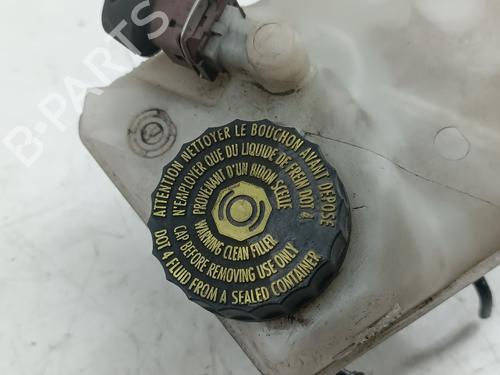 B-PARTS
ATTENTION NETTOYER LE BOUCHON AVANT DEPOSE
N'EMPLOYER QUE DU LIQUIDE DE FREIN DOT 4
PROVENANT D'UN BIDON SCELLE
WARNING CLEAN FILLER
CAP BEFORE REMOVING USE ONLY
DOT 4 FLUID FROM A SEALED CONTAINER